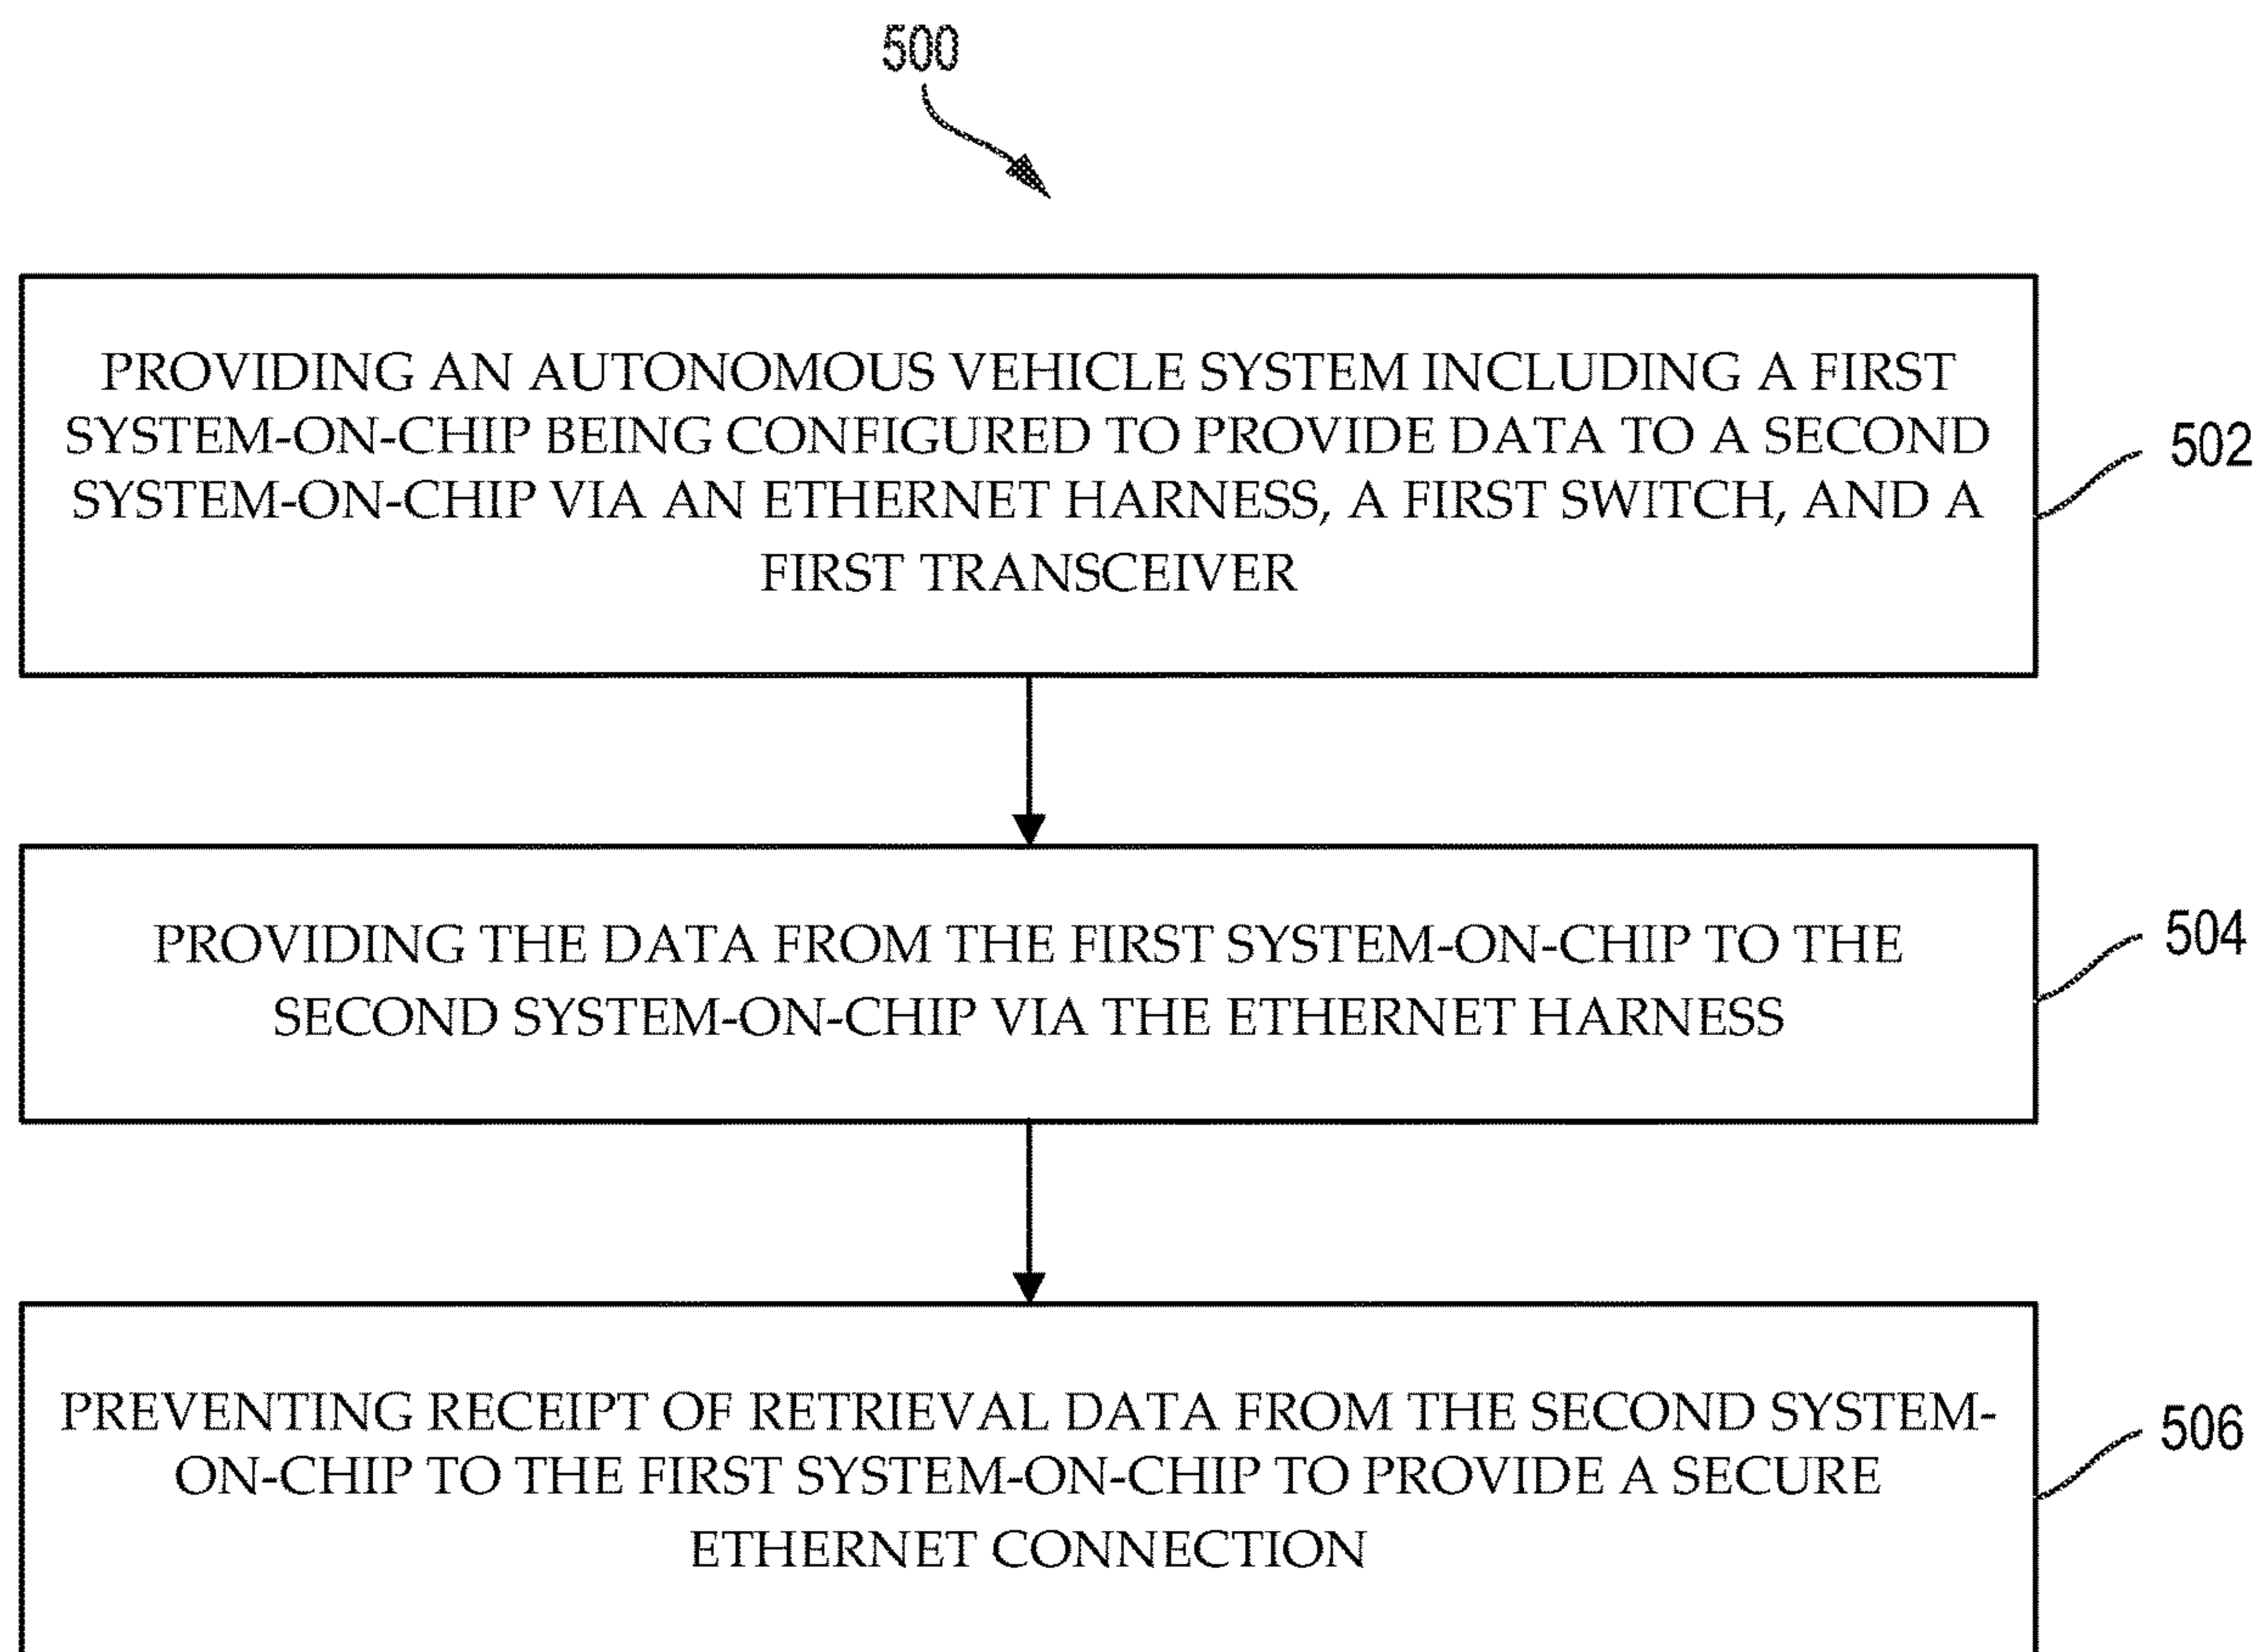 500
PROVIDING AN AUTONOMOUS VEHICLE SYSTEM INCLUDING A FIRST
SYSTEM-ON-CHIP BEING CONFIGURED TO PROVIDE DATA TO A SECOND
SYSTEM-ON-CHIP VIA AN ETHERNET HARNESS, A FIRST SWITCH, AND A
FIRST TRANSCEIVER
502
PROVIDING THE DATA FROM THE FIRST SYSTEM-ON-CHIP TO THE
SECOND SYSTEM-ON-CHIP VIA THE ETHERNET HARNESS
504
PREVENTING RECEIPT OF RETRIEVAL DATA FROM THE SECOND SYSTEM-
ON-CHIP TO THE FIRST SYSTEM-ON-CHIP TO PROVIDE A SECURE
ETHERNET CONNECTION
506